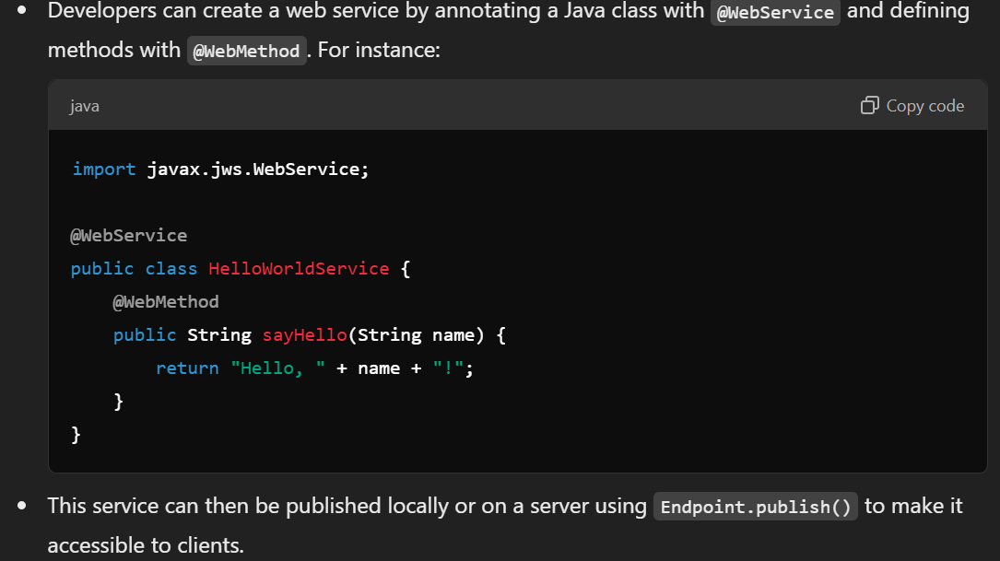 • Developers can create a web service by annotating a Java class with @WebService and defining
methods with @WebMethod. For instance:
java
Copy code
import javax.jws.WebService;
@WebService
public class HelloWorldService {
    @WebMethod
    public String sayHello(String name) {
        return "Hello, " + name + "!";
    }
}
• This service can then be published locally or on a server using Endpoint.publish() to make it
accessible to clients.